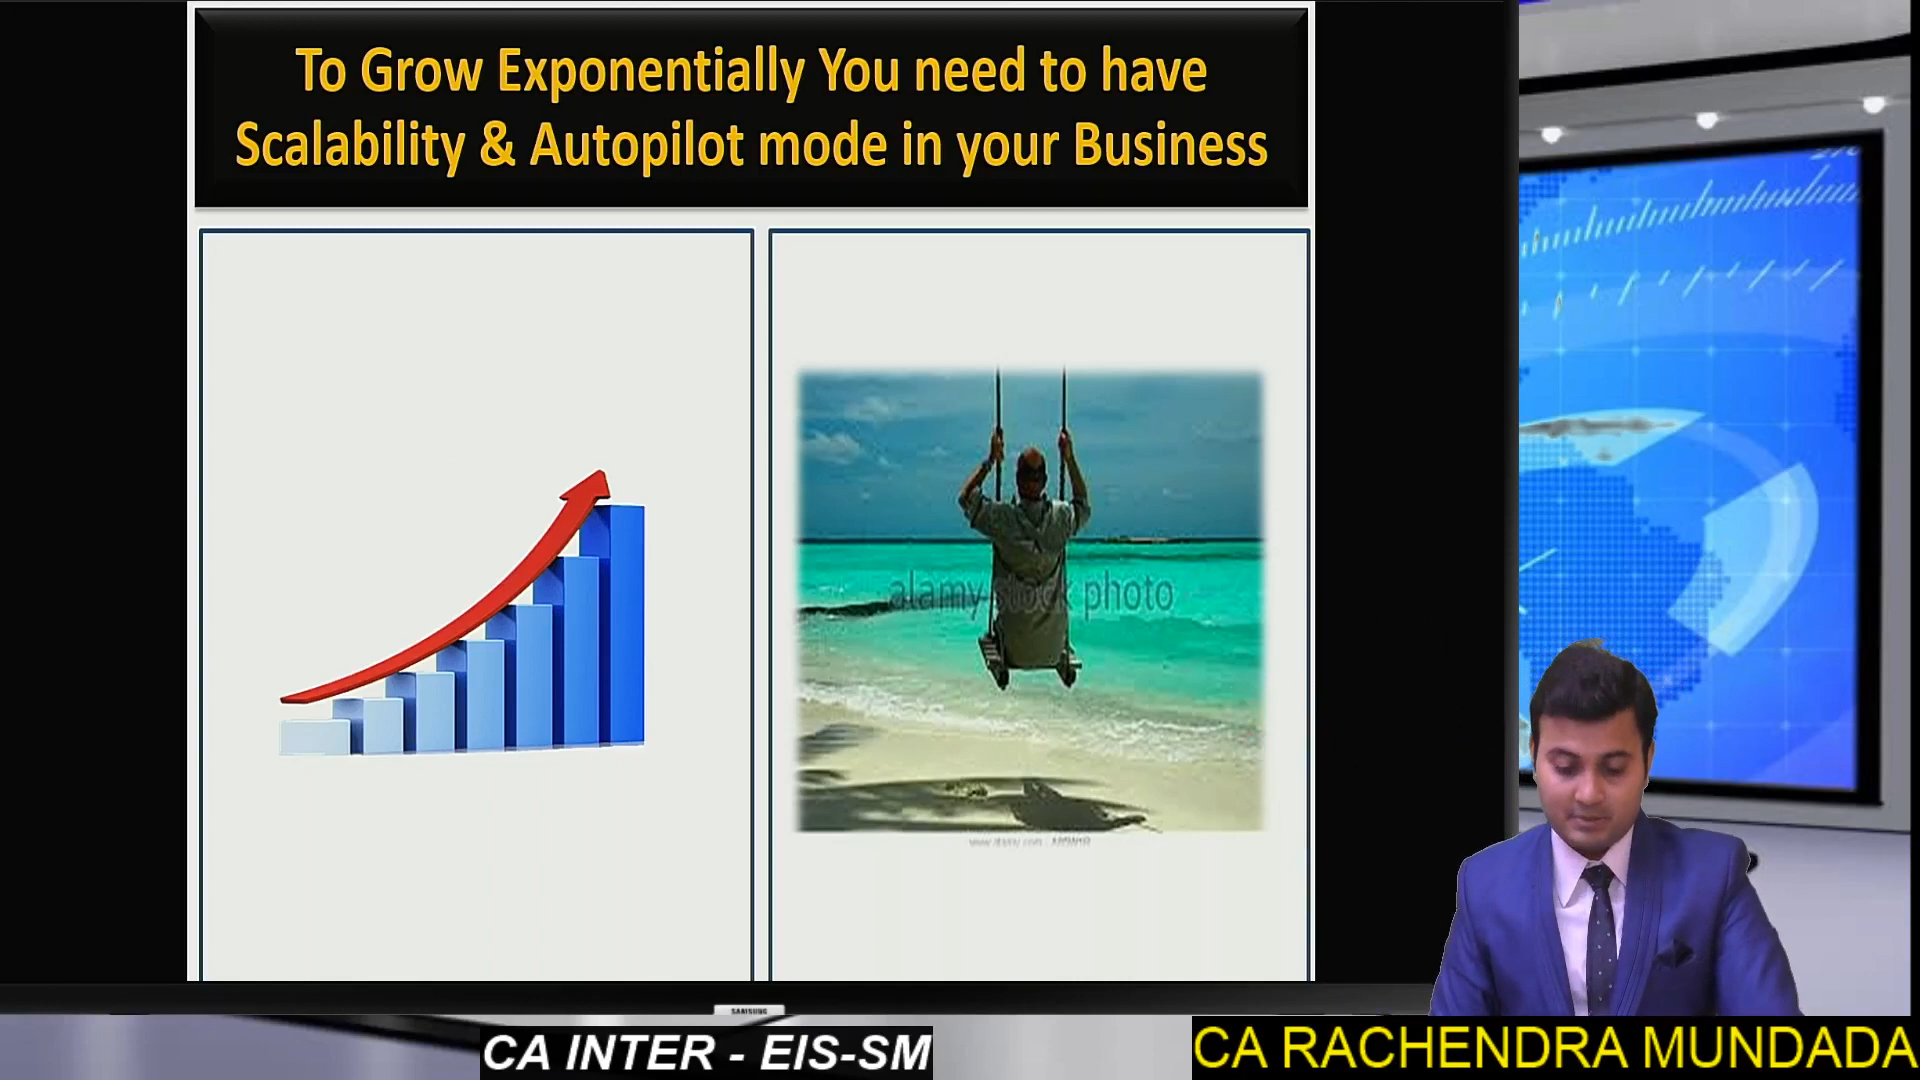 To Grow Exponentially You need to have
Scalability & Autopilot mode in your Business
alamy stock photo
SAMSUNG
CA INTER - EIS-SM
CA RACHENDRA MUNDADA